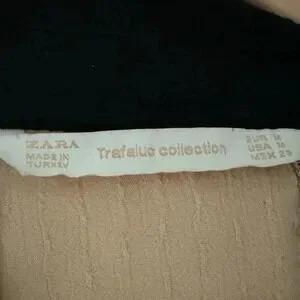 ZARA
MADE IN
TURKEY
Trafaluc collection
EUR M
USA M
MEX 28